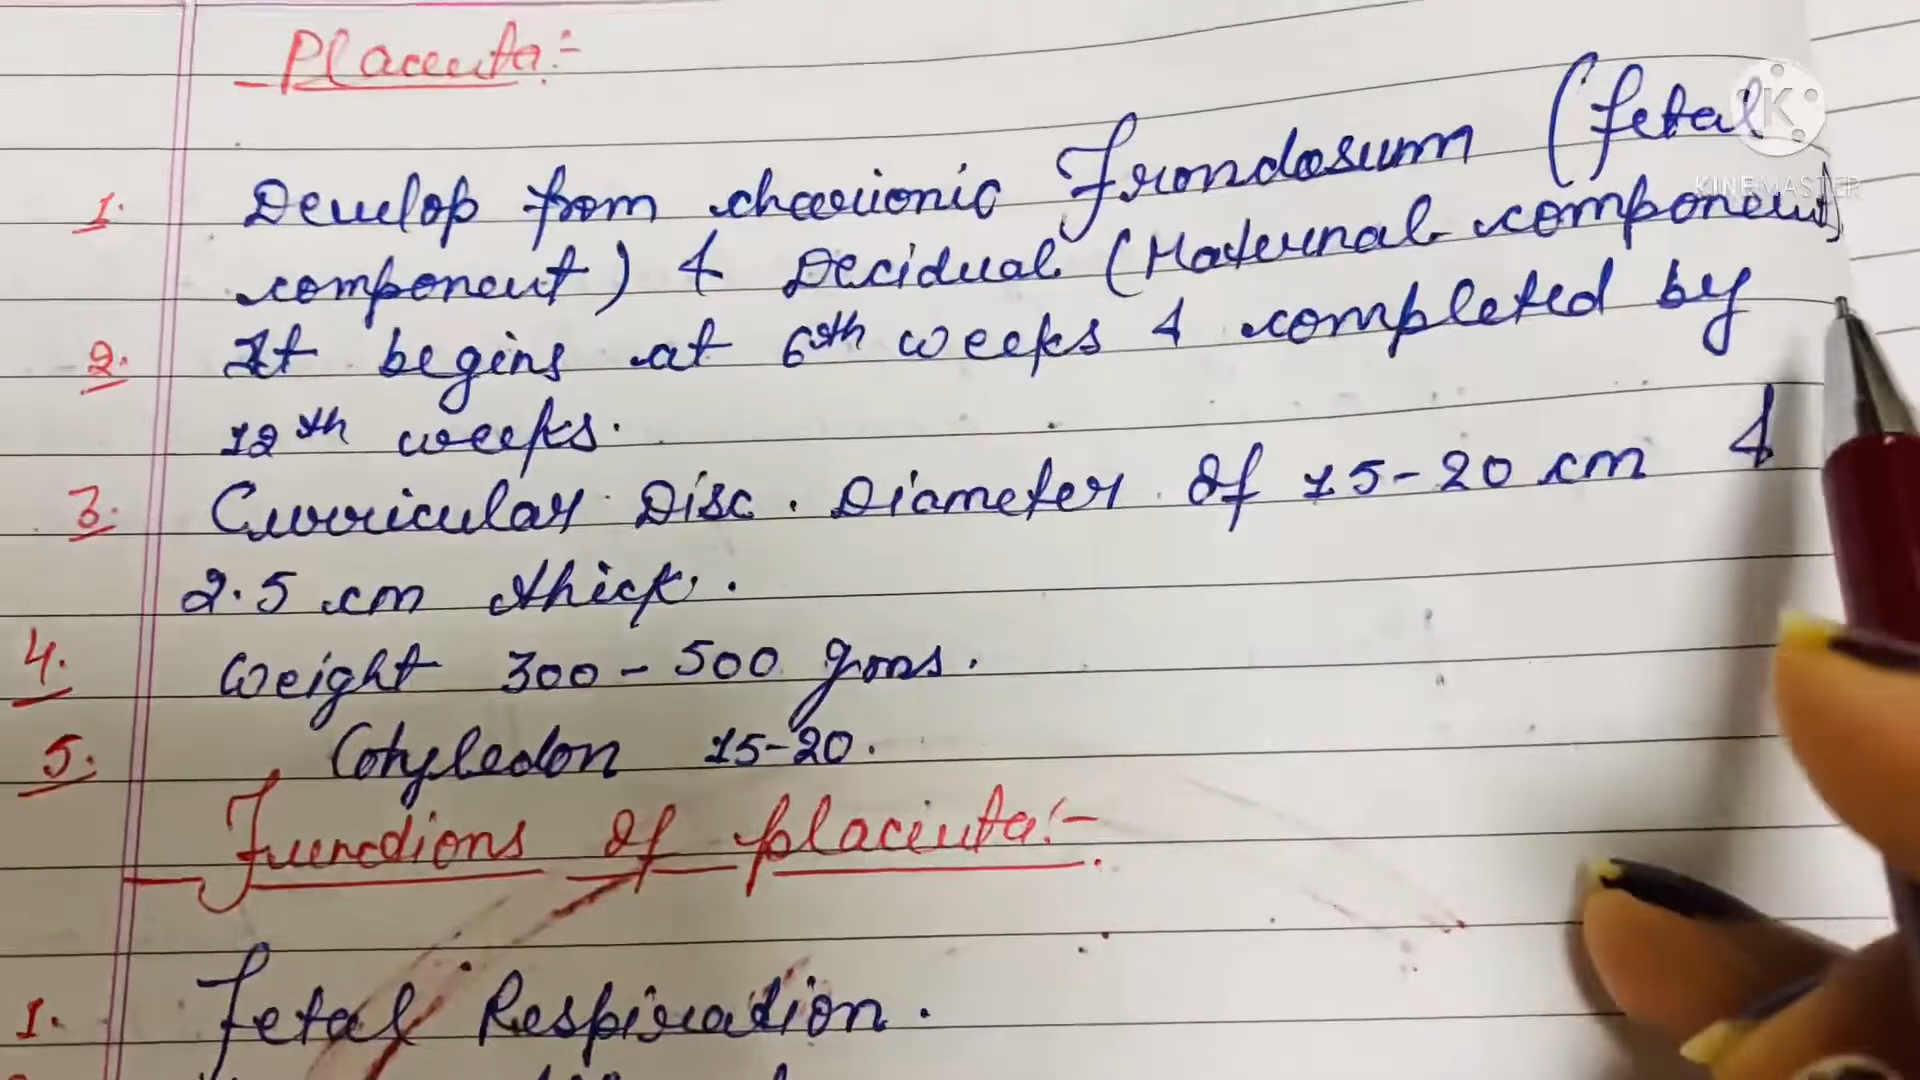 Placenta:-
1. Develop from chorionic Frondosum (fetal
component) & Decidual (Maternal component)
2. It begins at 6th weeks & completed by
12th weeks.
3. Curricular Disc. Diameter of 15-20 cm &
2.5 cm thick.
4. Weight 300-500 gms.
5. Cotyledon 15-20.
Functions of placenta:-
1. Fetal Respiration.
KINEMASTER